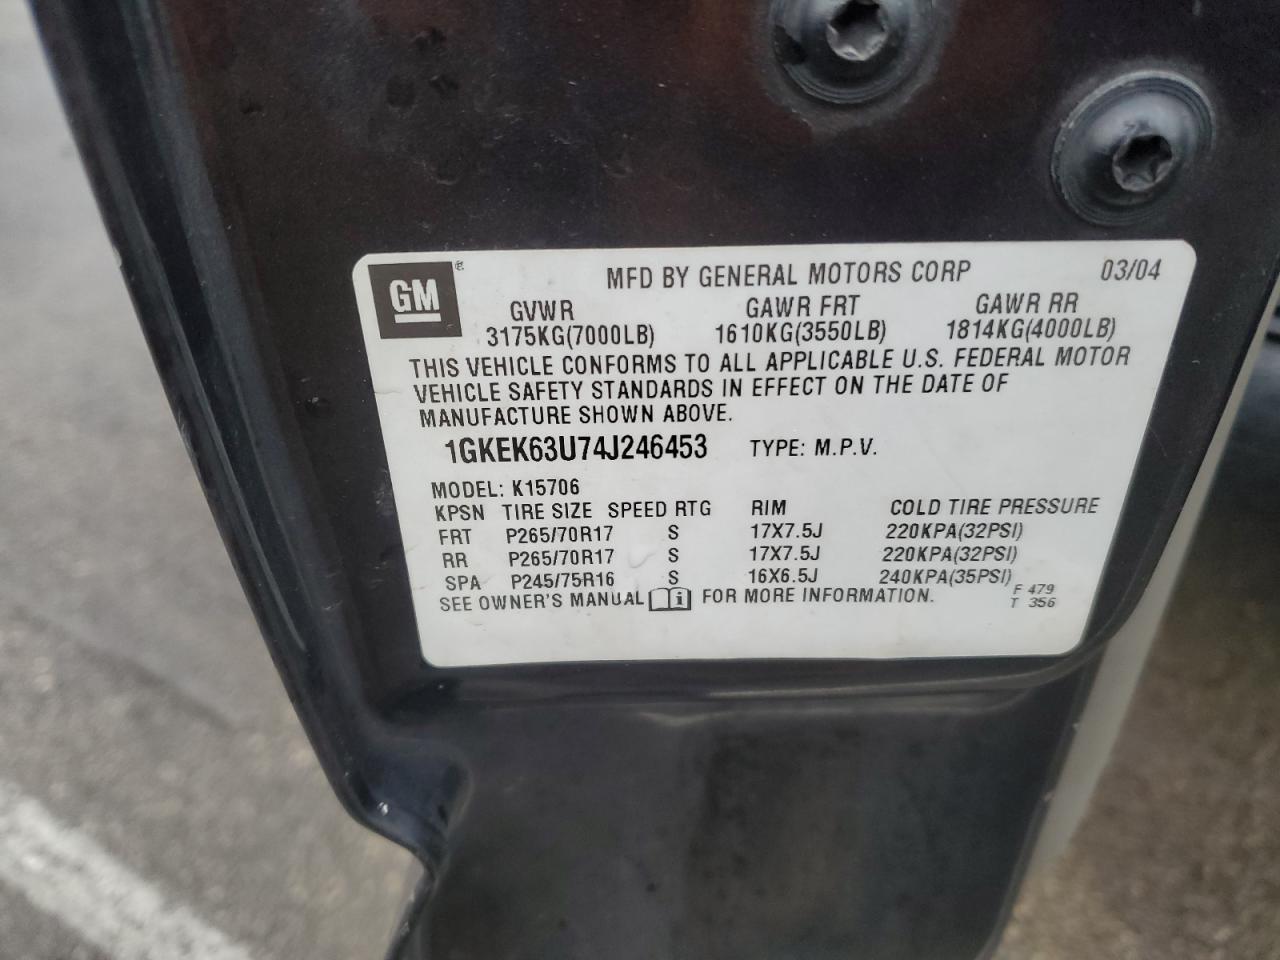 GM®
MFD BY GENERAL MOTORS CORP 03/04
GVWR GAWR FRT GAWR RR
3175KG(7000LB) 1610KG(3550LB) 1814KG(4000LB)
THIS VEHICLE CONFORMS TO ALL APPLICABLE U.S. FEDERAL MOTOR
VEHICLE SAFETY STANDARDS IN EFFECT ON THE DATE OF
MANUFACTURE SHOWN ABOVE.
1GKEK63U74J246453 TYPE: M.P.V.
MODEL: K15706
KPSN TIRE SIZE SPEED RTG RIM COLD TIRE PRESSURE
FRT P265/70R17 S 17X7.5J 220KPA(32PSI)
RR P265/70R17 S 17X7.5J 220KPA(32PSI)
SPA P245/75R16 S 16X6.5J 240KPA(35PSI)
SEE OWNER'S MANUAL i FOR MORE INFORMATION.
F 479
T 356